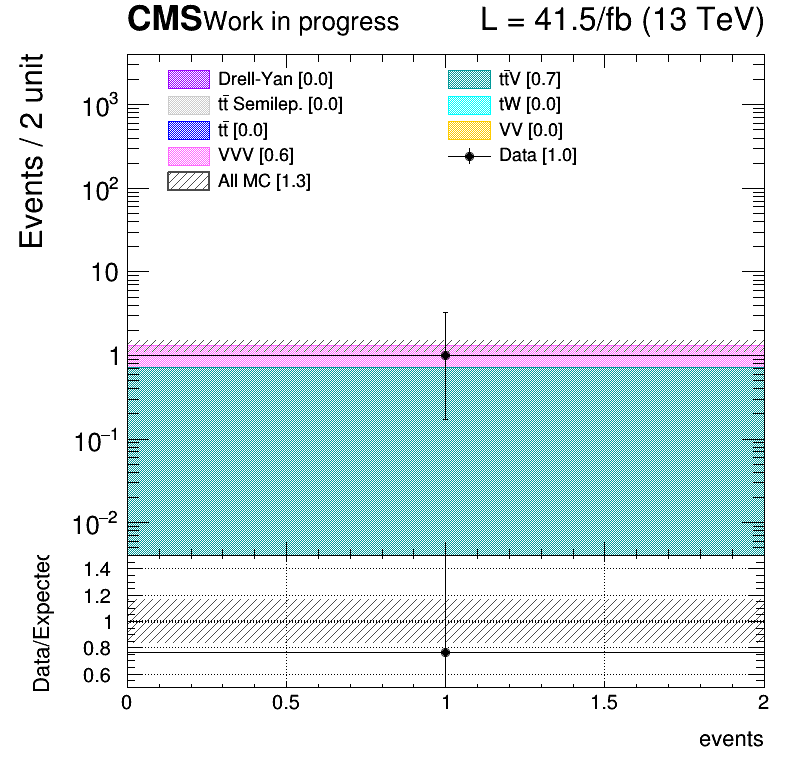 CMS Work in progress L = 41.5/fb (13 TeV)
Events / 2 unit
Drell-Yan [0.0]
tt̄ Semilep. [0.0]
tt̄ [0.0]
VVV [0.6]
All MC [1.3]
tt̄V [0.7]
tW [0.0]
VV [0.0]
Data [1.0]
10³
10²
10
1
10⁻¹
10⁻²
Data/Expected
1.4
1.2
1
0.8
0.6
0 0.5 1 1.5 2
events